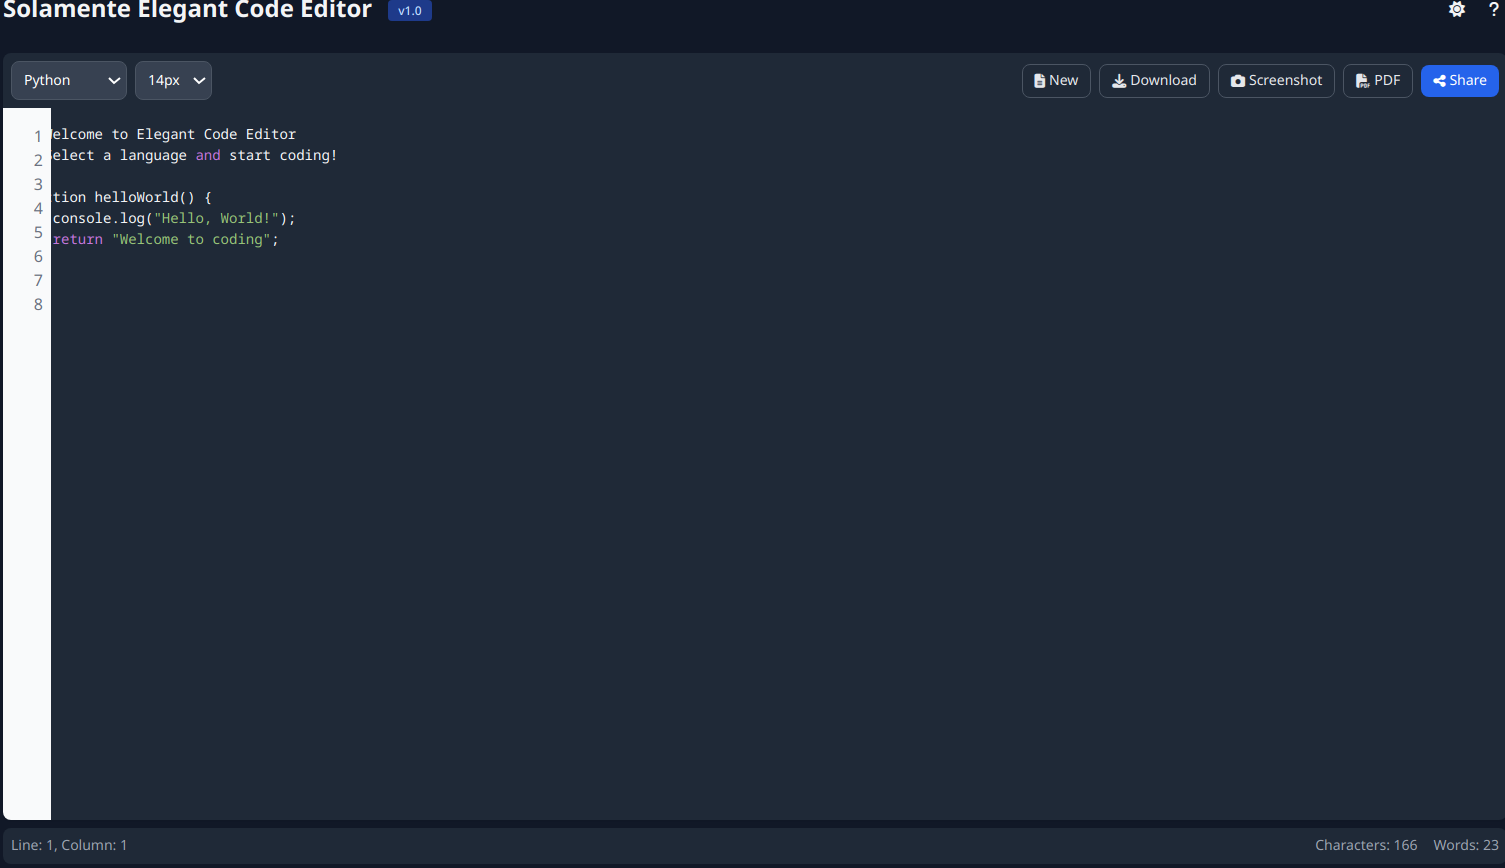 Solamente Elegant Code Editor v1.0 ?
Python 14px New Download Screenshot PDF Share
1 elcome to Elegant Code Editor
2 elect a language and start coding!
3
4 tion helloWorld() {
5 console.log("Hello, World!");
6 return "Welcome to coding";
7
8
Line: 1, Column: 1 Characters: 166 Words: 23